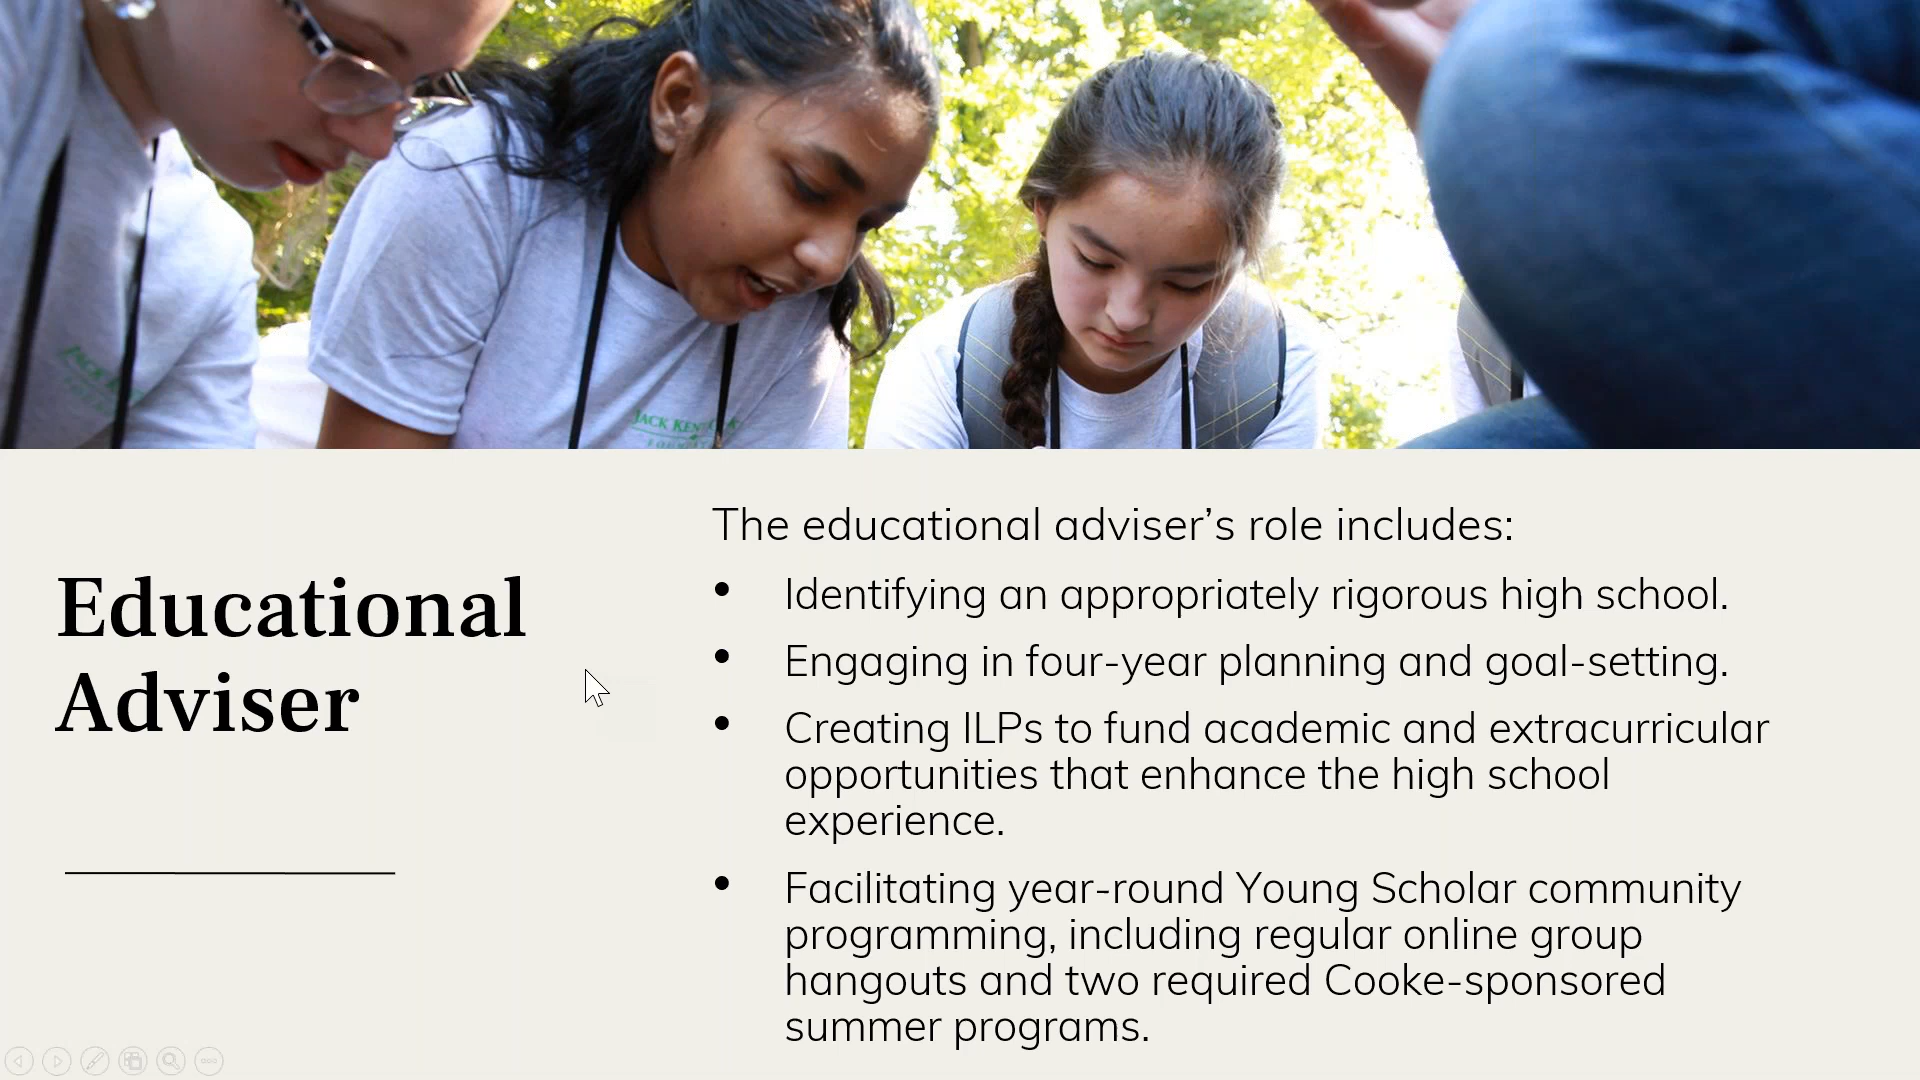 JACK KENT
Educational
Adviser
The educational adviser’s role includes:
• Identifying an appropriately rigorous high school.
• Engaging in four-year planning and goal-setting.
• Creating ILPs to fund academic and extracurricular
opportunities that enhance the high school
experience.
• Facilitating year-round Young Scholar community
programming, including regular online group
hangouts and two required Cooke-sponsored
summer programs.